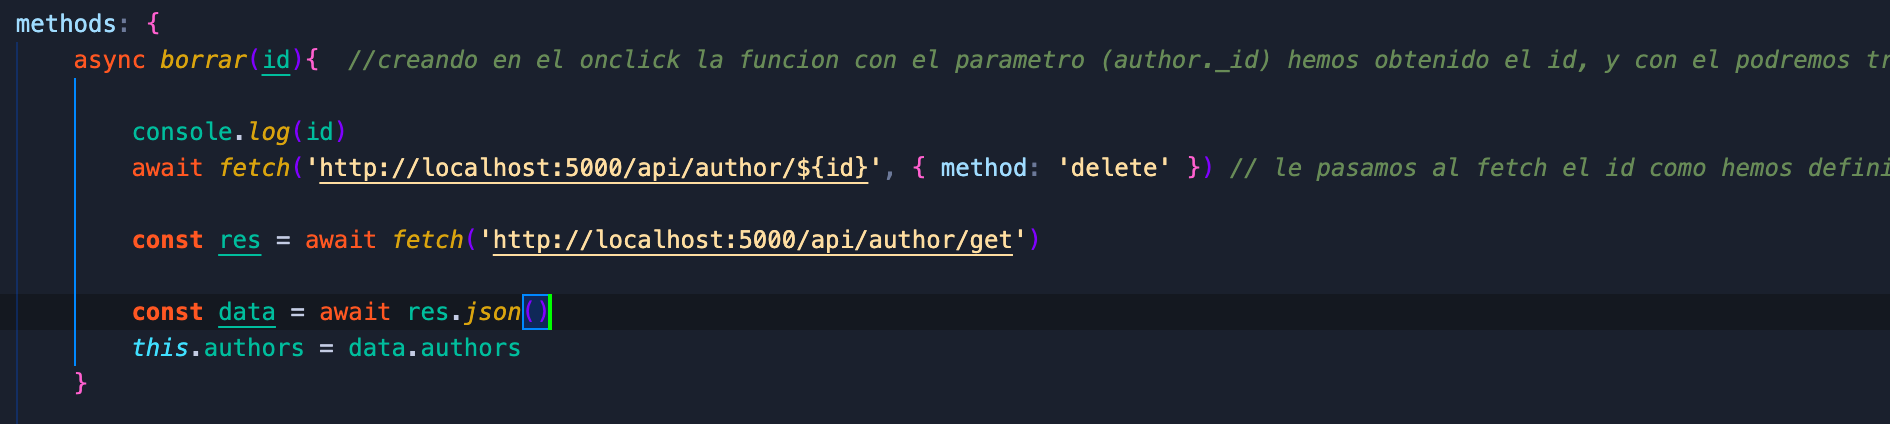 methods: {
async borrar(id){  //creando en el onclick la funcion con el parametro (author._id) hemos obtenido el id, y con el podremos
console.log(id)
await fetch('http://localhost:5000/api/author/${id}', { method: 'delete' }) // le pasamos al fetch el id como hemos
const res = await fetch('http://localhost:5000/api/author/get')
const data = await res.json()
this.authors = data.authors
}